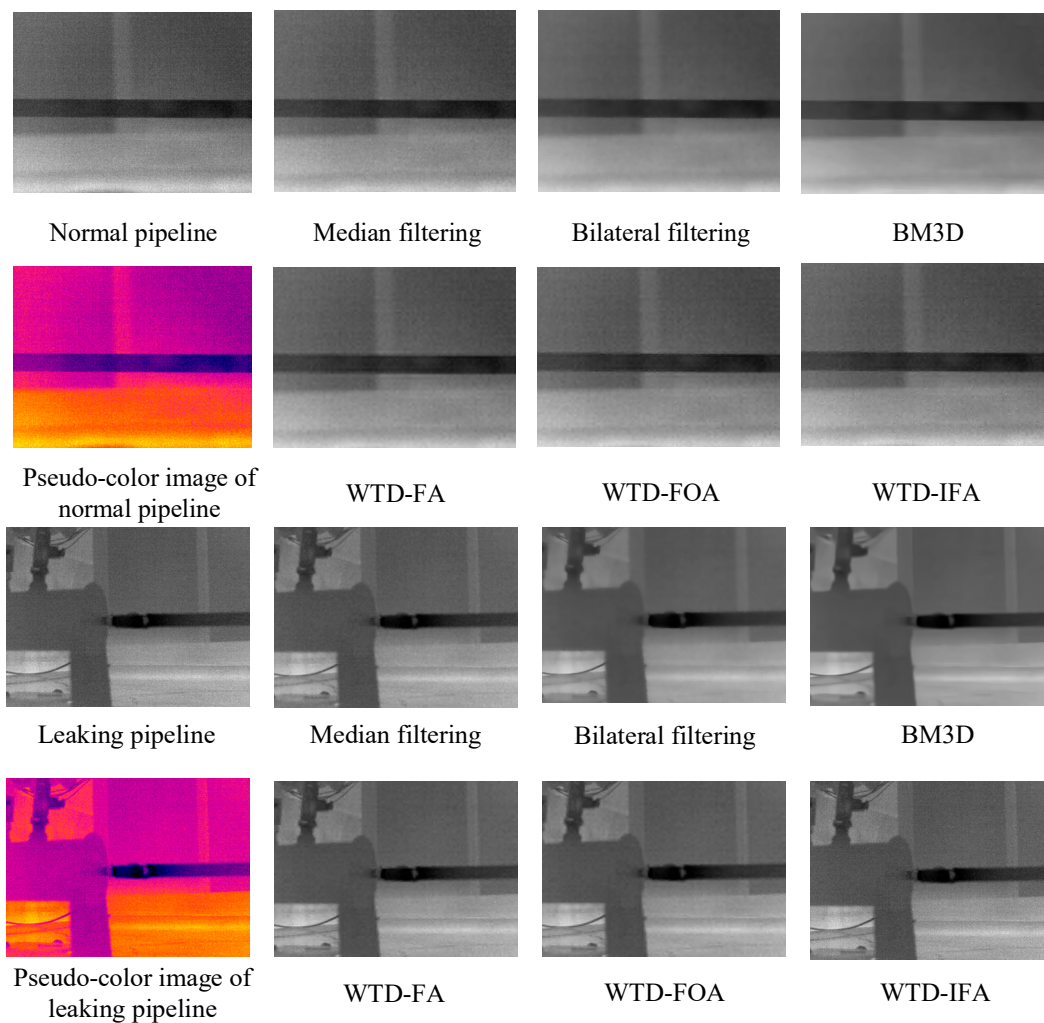 Normal pipeline
Median filtering
Bilateral filtering
BM3D
Pseudo-color image of
normal pipeline
WTD-FA
WTD-FOA
WTD-IFA
Leaking pipeline
Median filtering
Bilateral filtering
BM3D
Pseudo-color image of
leaking pipeline
WTD-FA
WTD-FOA
WTD-IFA